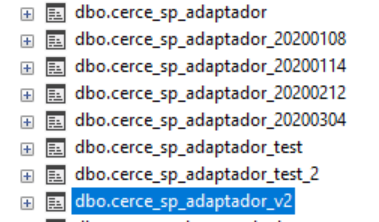 dbo.cerce_sp_adaptador
dbo.cerce_sp_adaptador_20200108
dbo.cerce_sp_adaptador_20200114
dbo.cerce_sp_adaptador_20200212
dbo.cerce_sp_adaptador_20200304
dbo.cerce_sp_adaptador_test
dbo.cerce_sp_adaptador_test_2
dbo.cerce_sp_adaptador_v2